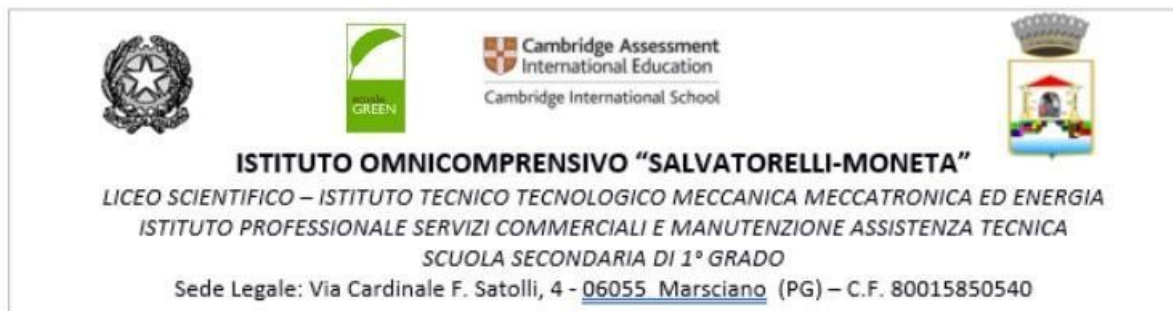 scuole
GREEN
Cambridge Assessment
International Education
Cambridge International School
ISTITUTO OMNICOMPRENSIVO “SALVATORELLI-MONETA”
LICEO SCIENTIFICO – ISTITUTO TECNICO TECNOLOGICO MECCANICA MECCATRONICA ED ENERGIA
ISTITUTO PROFESSIONALE SERVIZI COMMERCIALI E MANUTENZIONE ASSISTENZA TECNICA
SCUOLA SECONDARIA DI 1° GRADO
Sede Legale: Via Cardinale F. Satolli, 4 - 06055 Marsciano (PG) – C.F. 80015850540